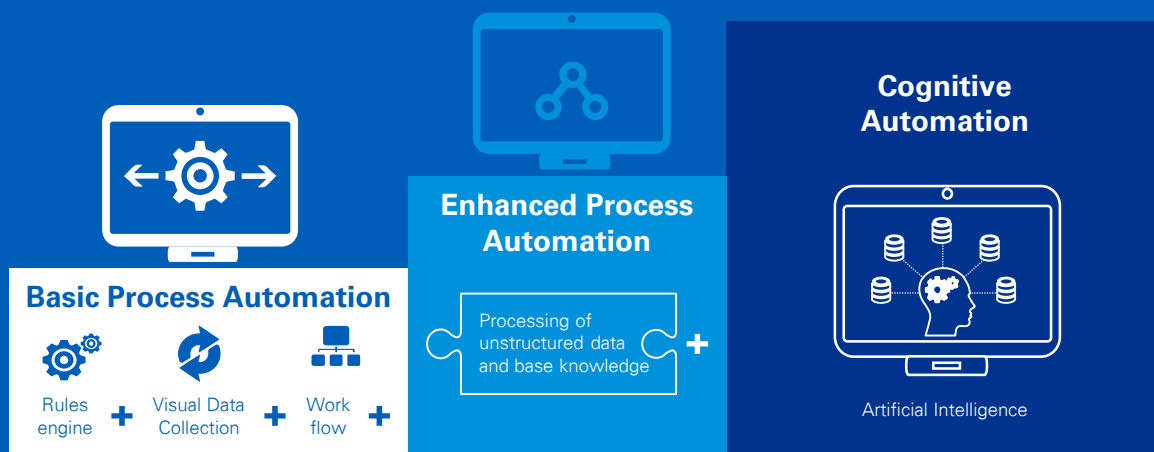 Basic Process Automation
Rules
engine
+
Visual Data
Collection
+
Work
flow
+
Enhanced Process
Automation
Processing of
unstructured data
and base knowledge
+
Cognitive
Automation
Artificial Intelligence